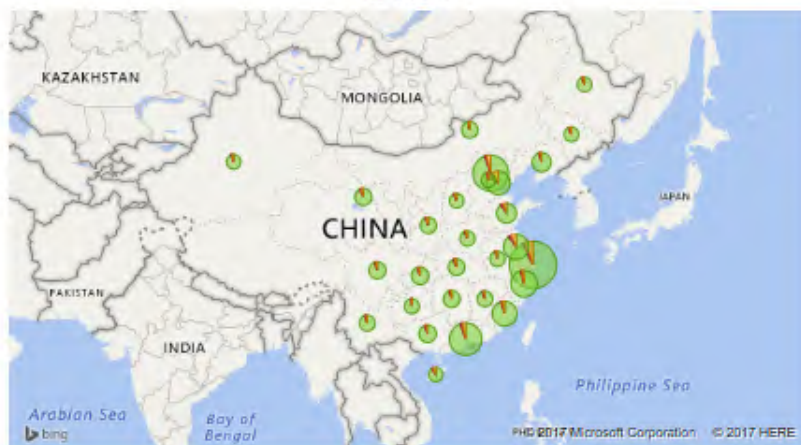 KAZAKHSTAN
MONGOLIA
CHINA
JAPAN
PAKISTAN
INDIA
Philippine Sea
Arabian Sea
Bay of
Bengal
bing
© 2017 Microsoft Corporation © 2017 HERE